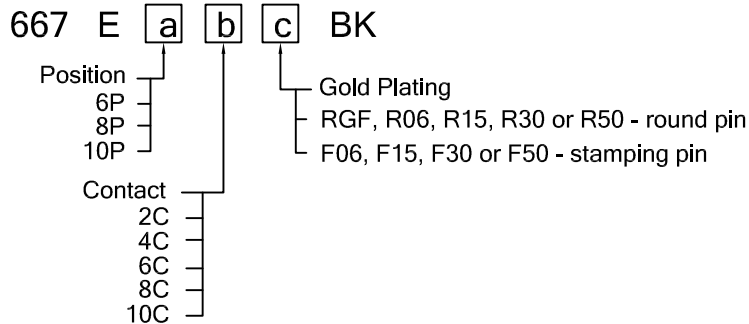 667 E a b c BK
Position
6P
8P
10P
Gold Plating
RGF, R06, R15, R30 or R50 - round pin
F06, F15, F30 or F50 - stamping pin
Contact
2C
4C
6C
8C
10C